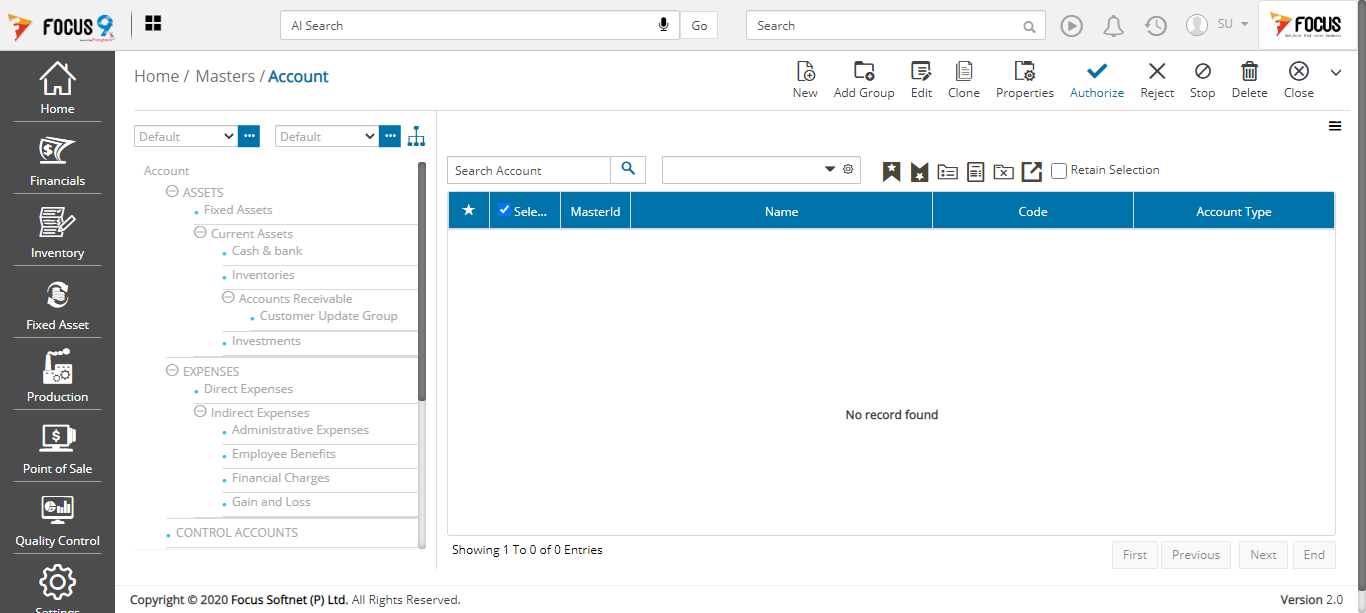 FOCUS 9
AI Search
Go
Search
SU
FOCUS
Home
Financials
Inventory
Fixed Asset
Production
Point of Sale
Quality Control
Settings
Home / Masters / Account
New
Add Group
Edit
Clone
Properties
Authorize
Reject
Stop
Delete
Close
Default
Default
Account
ASSETS
Fixed Assets
Current Assets
Cash & bank
Inventories
Accounts Receivable
Customer Update Group
Investments
EXPENSES
Direct Expenses
Indirect Expenses
Administrative Expenses
Employee Benefits
Financial Charges
Gain and Loss
CONTROL ACCOUNTS
Search Account
Retain Selection
Sele...
MasterId
Name
Code
Account Type
No record found
Showing 1 To 0 of 0 Entries
First
Previous
Next
End
Copyright © 2020 Focus Softnet (P) Ltd. All Rights Reserved.
Version 2.0